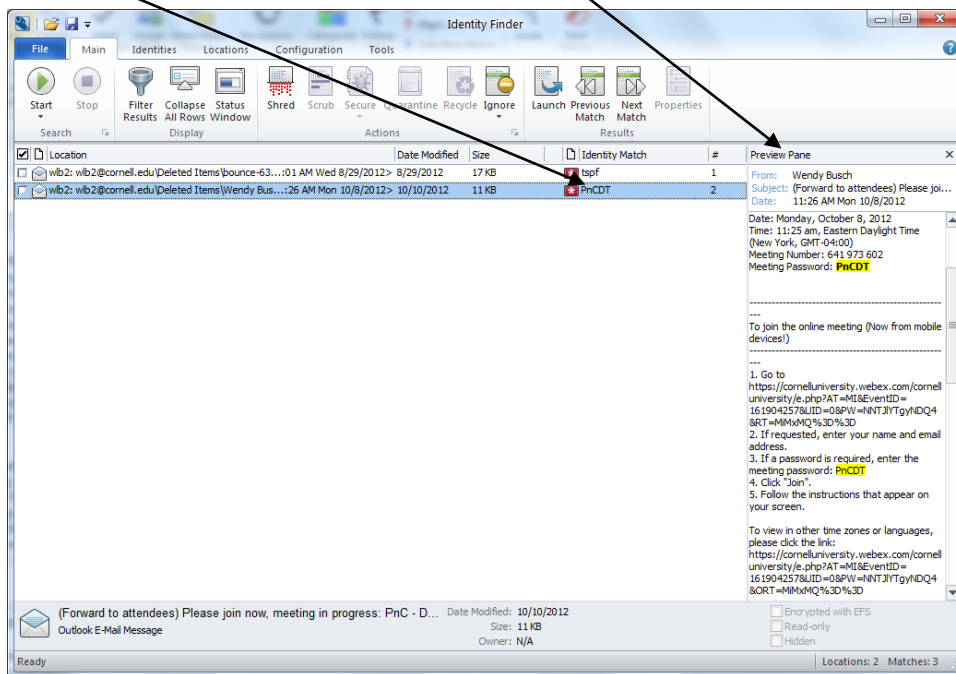 Identity Finder
File Main Identities Locations Configuration Tools
Start Stop Filter Results Collapse All Rows Status Window Shred Scrub Secure Quarantine Recycle Ignore Launch Previous Match Next Match Properties
Search Display Actions Results
Location Date Modified Size Identity Match # Preview Pane
wlb2: wlb2@cornell.edu\Deleted Items\bounce-63...:01 AM Wed 8/29/2012> 8/29/2012 17 KB tspf 1
wlb2: wlb2@cornell.edu\Deleted Items\Wendy Bus...:26 AM Mon 10/8/2012> 10/10/2012 11 KB PnCDT 2
From: Wendy Busch
Subject: (Forward to attendees) Please joi...
Date: 11:26 AM Mon 10/8/2012
Date: Monday, October 8, 2012
Time: 11:25 am, Eastern Daylight Time
(New York, GMT-04:00)
Meeting Number: 641 973 602
Meeting Password: PnCDT
-------------------------------------------------------
---
To join the online meeting (Now from mobile
devices!)
-------------------------------------------------------
---
1. Go to
https://cornelluniversity.webex.com/cornell
university/e.php?AT=MI&EventID=
161904257&UID=0&PW=NNTJlYTgyNDQ4
&RT=MiMxMQ%3D%3D
2. If requested, enter your name and email
address.
3. If a password is required, enter the
meeting password: PnCDT
4. Click "Join".
5. Follow the instructions that appear on
your screen.
To view in other time zones or languages,
please click the link:
https://cornelluniversity.webex.com/cornell
university/e.php?AT=MI&EventID=
161904257&UID=0&PW=NNTJlYTgyNDQ4
&ORT=MiMxMQ%3D%3D
(Forward to attendees) Please join now, meeting in progress: PnC - D... Date Modified: 10/10/2012
Outlook E-Mail Message Size: 11 KB
Owner: N/A
Encrypted with EFS
Read-only
Hidden
Ready Locations: 2 Matches: 3